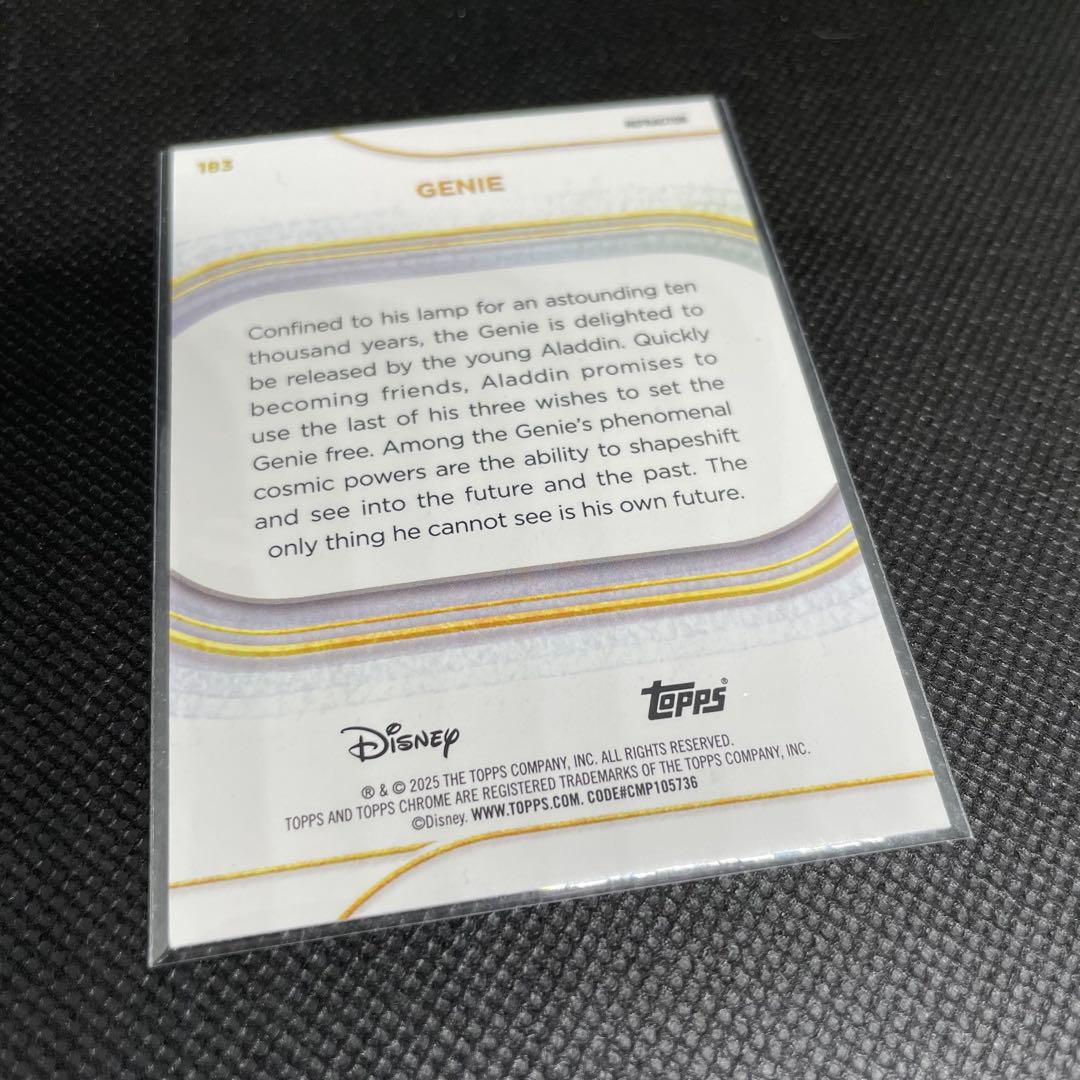 183
REFRACTOR
GENIE
Confined to his lamp for an astounding ten
thousand years, the Genie is delighted to
be released by the young Aladdin. Quickly
becoming friends, Aladdin promises to
use the last of his three wishes to set the
Genie free. Among the Genie's phenomenal
cosmic powers are the ability to shapeshift
and see into the future and the past. The
only thing he cannot see is his own future.
Disney
topps®
® & © 2025 THE TOPPS COMPANY, INC. ALL RIGHTS RESERVED.
TOPPS AND TOPPS CHROME ARE REGISTERED TRADEMARKS OF THE TOPPS COMPANY, INC.
©Disney. WWW.TOPPS.COM. CODE#CMP105736